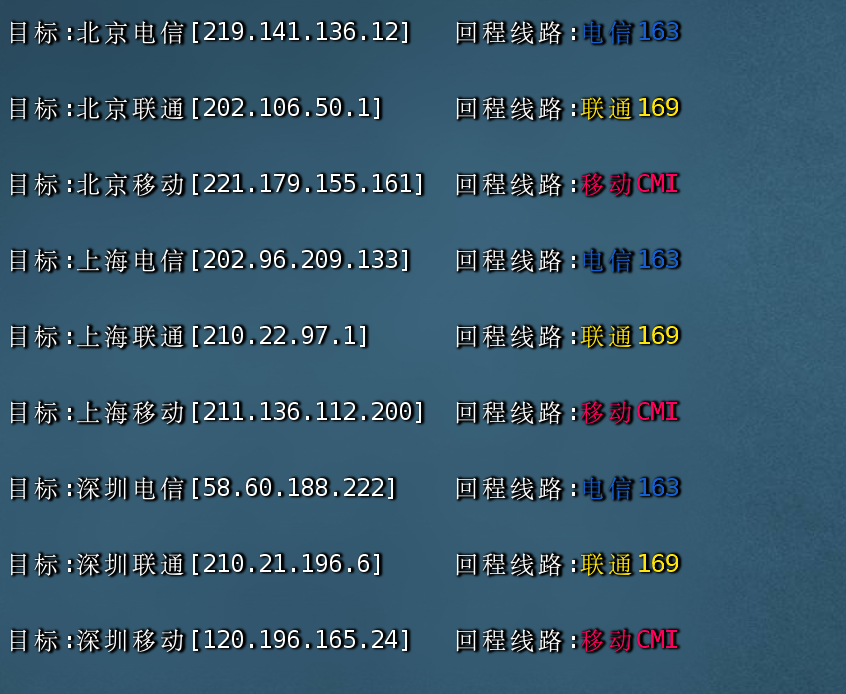 目标:北京电信[219.141.136.12] 回程线路:电信163
目标:北京联通[202.106.50.1] 回程线路:联通169
目标:北京移动[221.179.155.161] 回程线路:移动CMI
目标:上海电信[202.96.209.133] 回程线路:电信163
目标:上海联通[210.22.97.1] 回程线路:联通169
目标:上海移动[211.136.112.200] 回程线路:移动CMI
目标:深圳电信[58.60.188.222] 回程线路:电信163
目标:深圳联通[210.21.196.6] 回程线路:联通169
目标:深圳移动[120.196.165.24] 回程线路:移动CMI